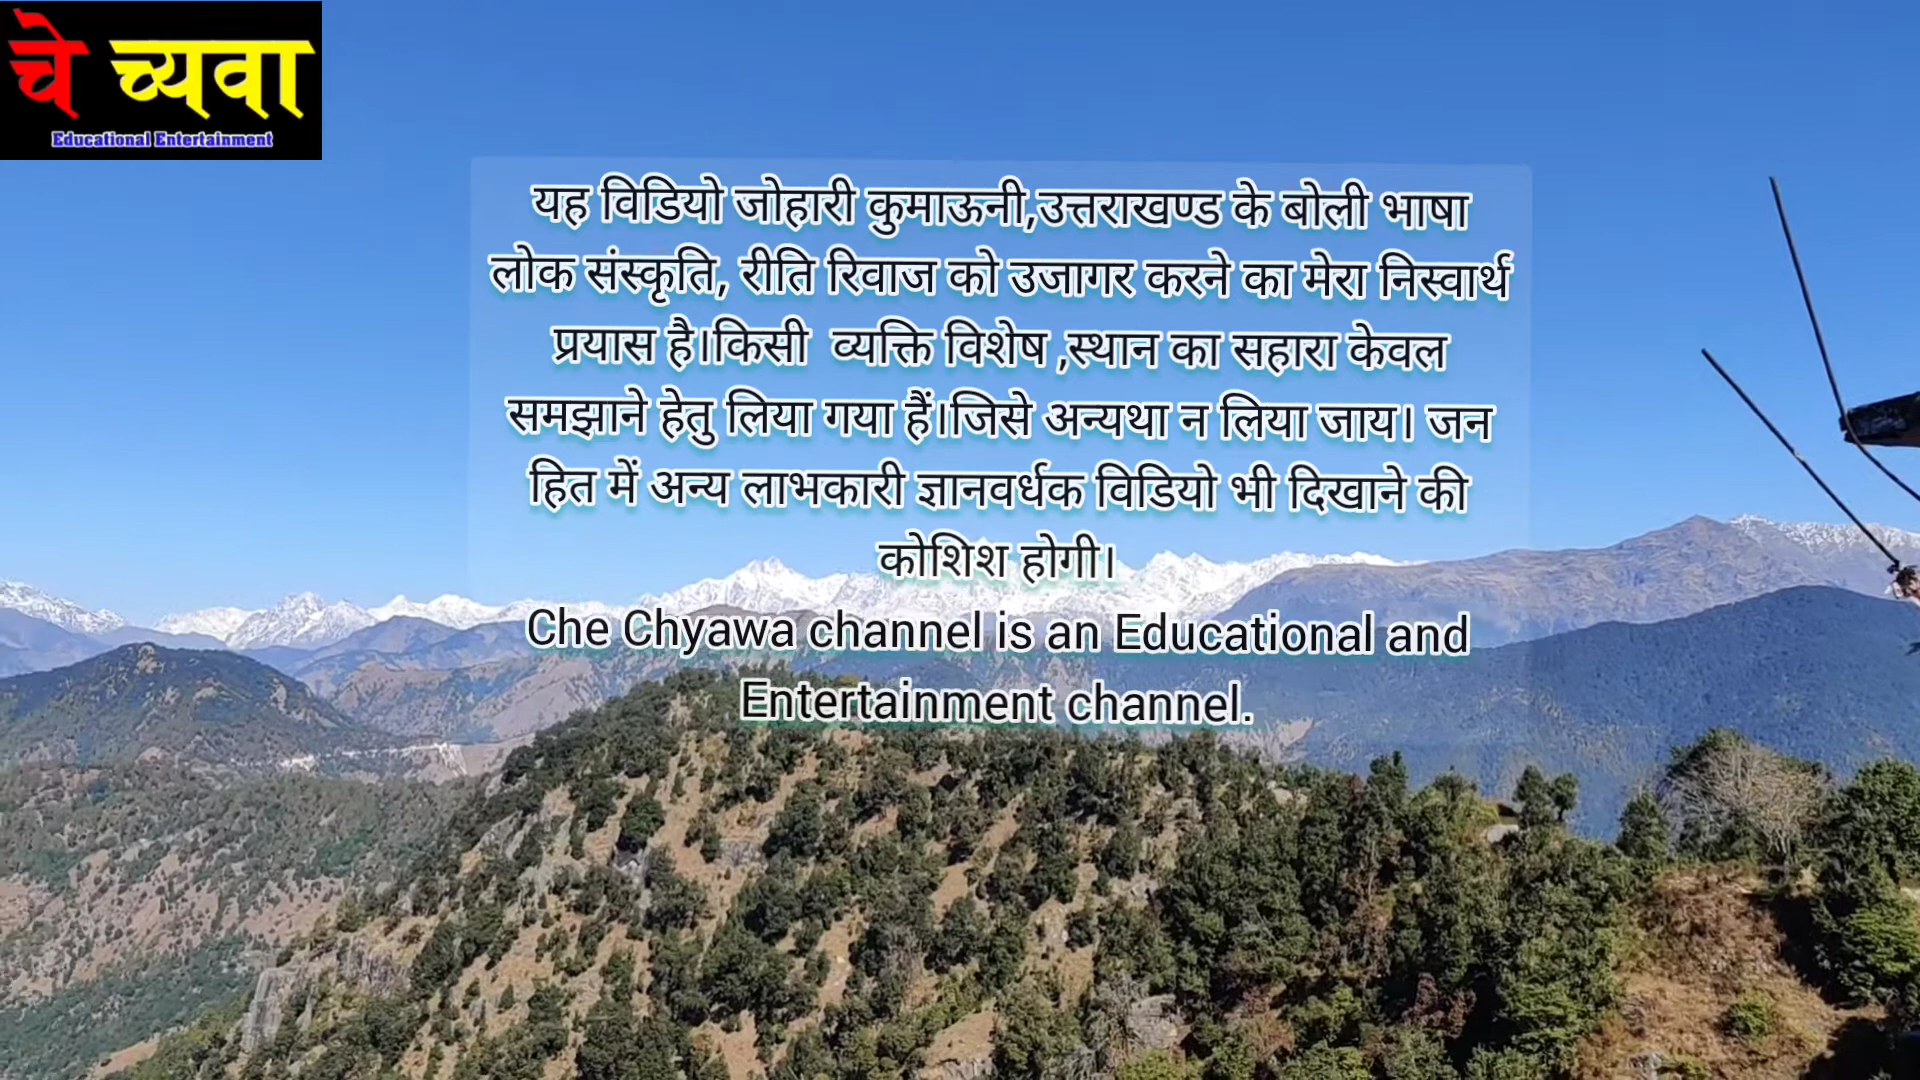 चे च्यवा
Educational Entertainment
यह विडियो जोहारी कुमाऊनी,उत्तराखण्ड के बोली भाषा
लोक संस्कृति, रीति रिवाज को उजागर करने का मेरा निस्वार्थ
प्रयास है।किसी व्यक्ति विशेष ,स्थान का सहारा केवल
समझाने हेतु लिया गया हैं।जिसे अन्यथा न लिया जाय। जन
हित में अन्य लाभकारी ज्ञानवर्धक विडियो भी दिखाने की
कोशिश होगी।
Che Chyawa channel is an Educational and
Entertainment channel.